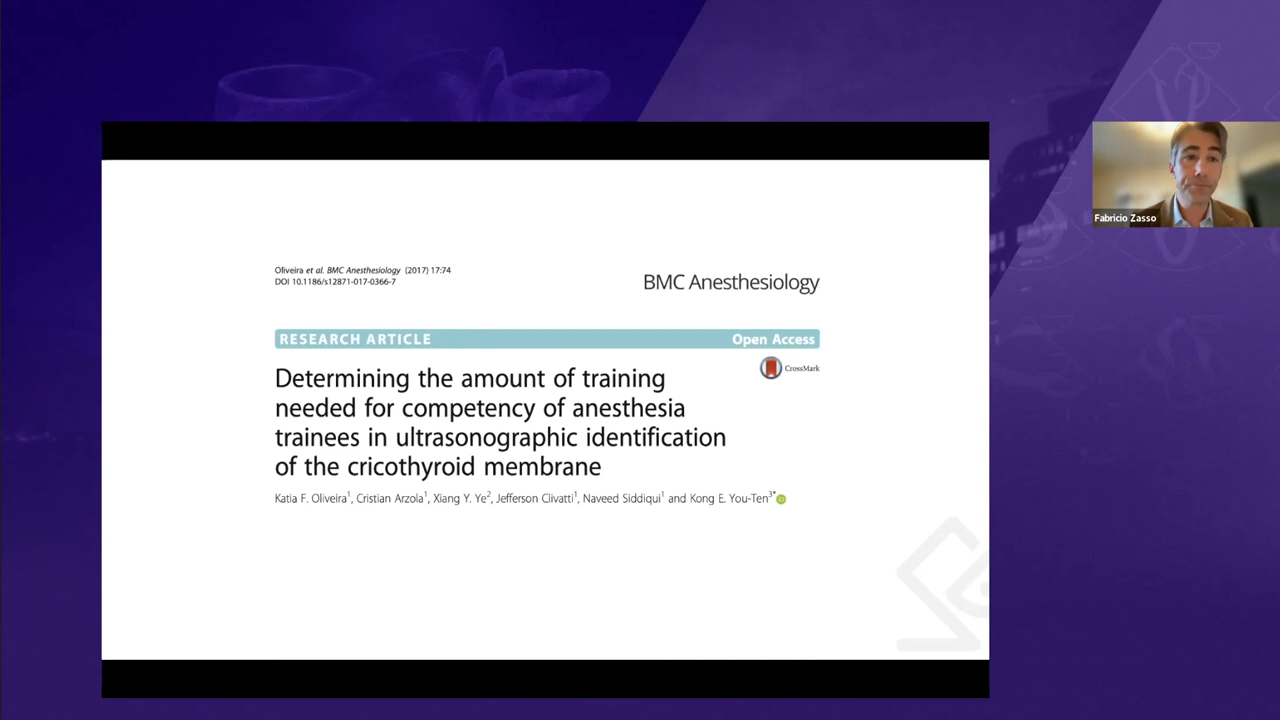 Oliveira et al. BMC Anesthesiology (2017) 17:74
DOI 10.1186/s12871-017-0366-7
BMC Anesthesiology
RESEARCH ARTICLE
Open Access
CrossMark
Determining the amount of training
needed for competency of anesthesia
trainees in ultrasonographic identification
of the cricothyroid membrane
Katia F. Oliveira1, Cristian Arzola1, Xiang Y. Ye2, Jefferson Clivatti1, Naveed Siddiqui1 and Kong E. You-Ten3*
Fabricio Zasso